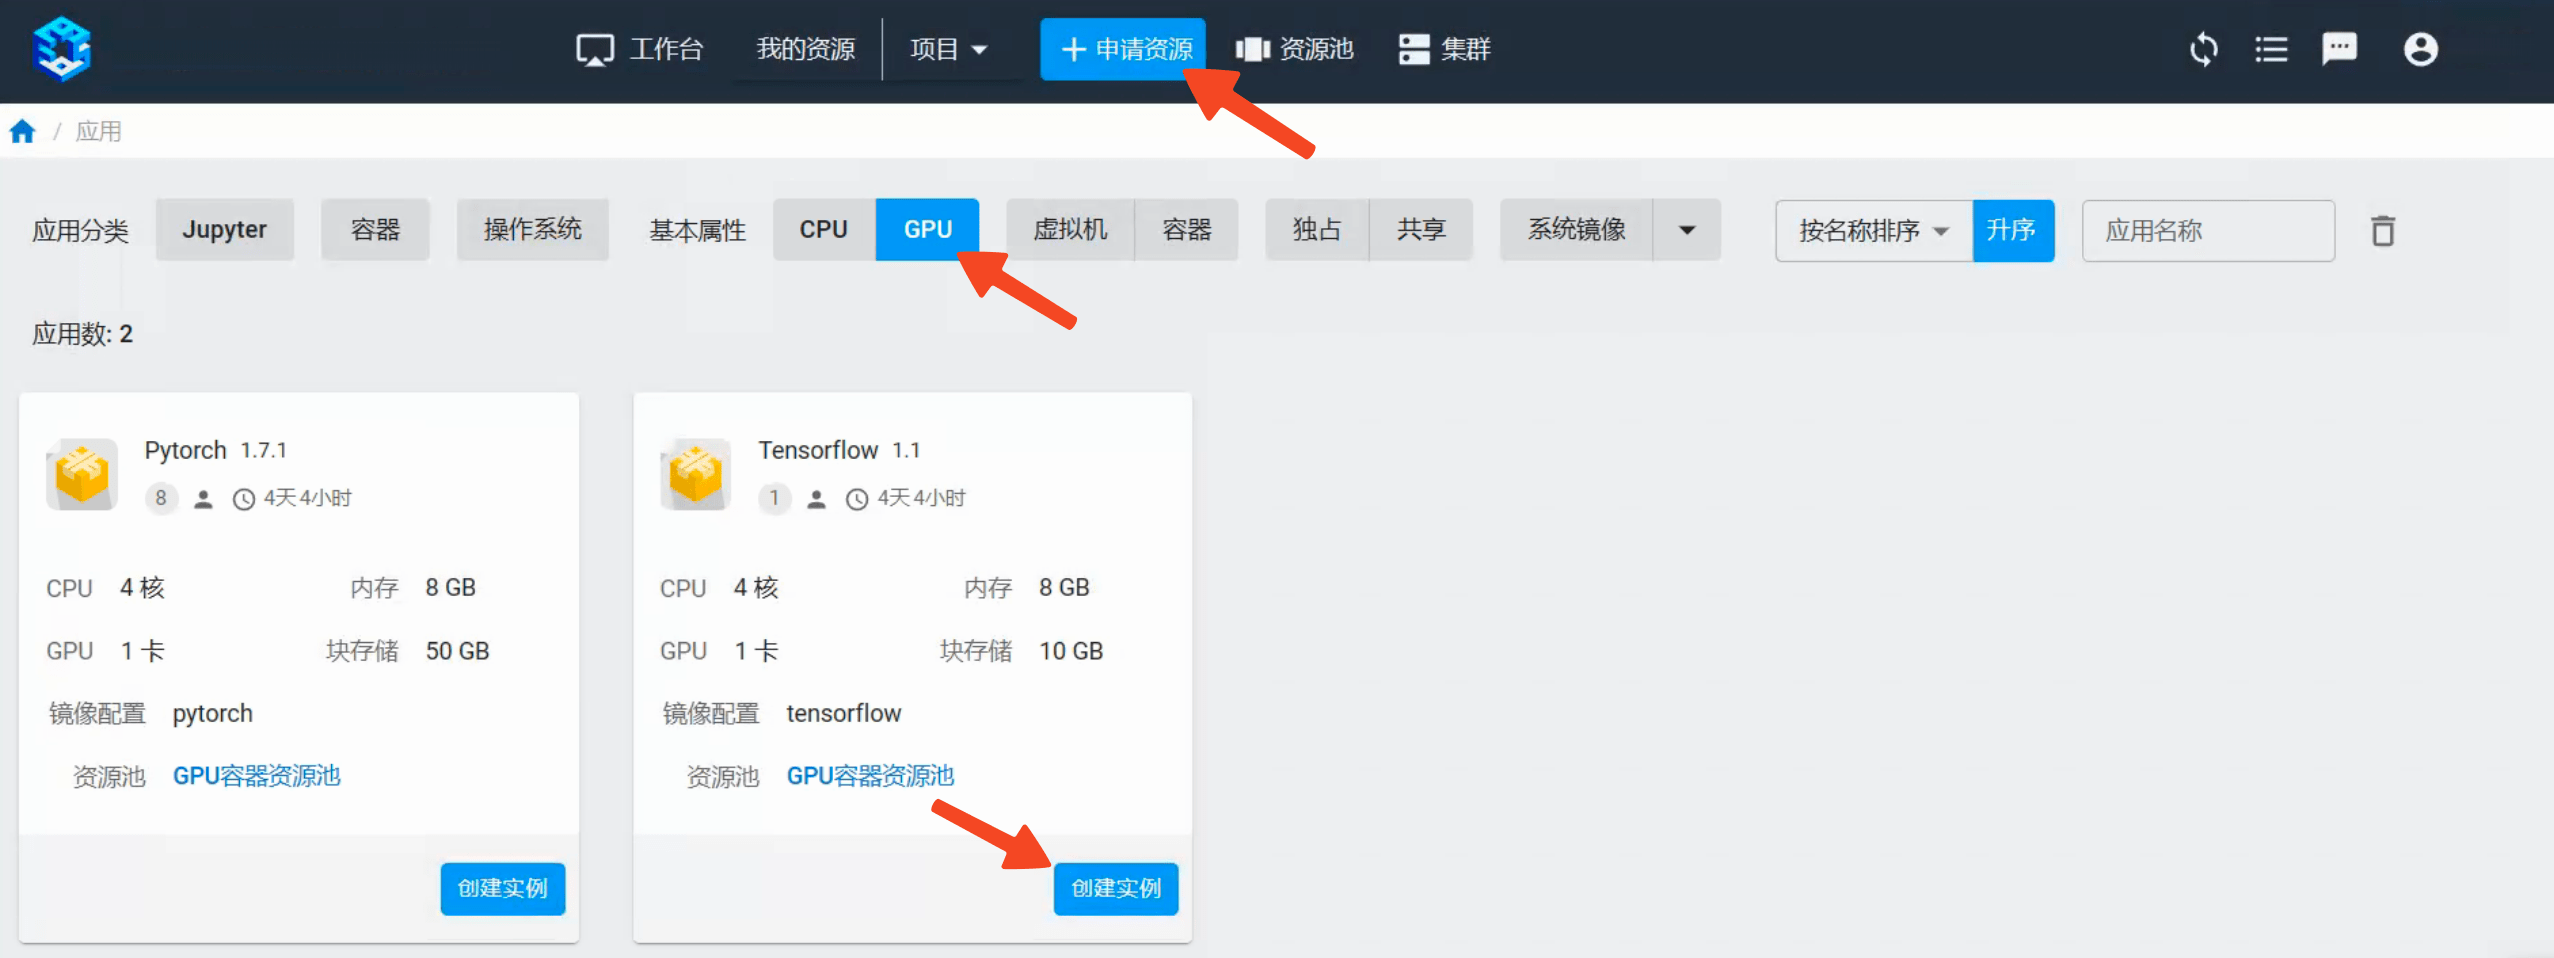 工作台 我的资源 项目 申请资源 资源池 集群
/ 应用
应用分类 Jupyter 容器 操作系统 基本属性 CPU GPU 虚拟机 容器 独占 共享 系统镜像 按名称排序 升序 应用名称
应用数: 2
Pytorch 1.7.1
8 4天4小时
CPU 4 核 内存 8 GB
GPU 1 卡 块存储 50 GB
镜像配置 pytorch
资源池 GPU容器资源池
创建实例
Tensorflow 1.1
1 4天4小时
CPU 4 核 内存 8 GB
GPU 1 卡 块存储 10 GB
镜像配置 tensorflow
资源池 GPU容器资源池
创建实例